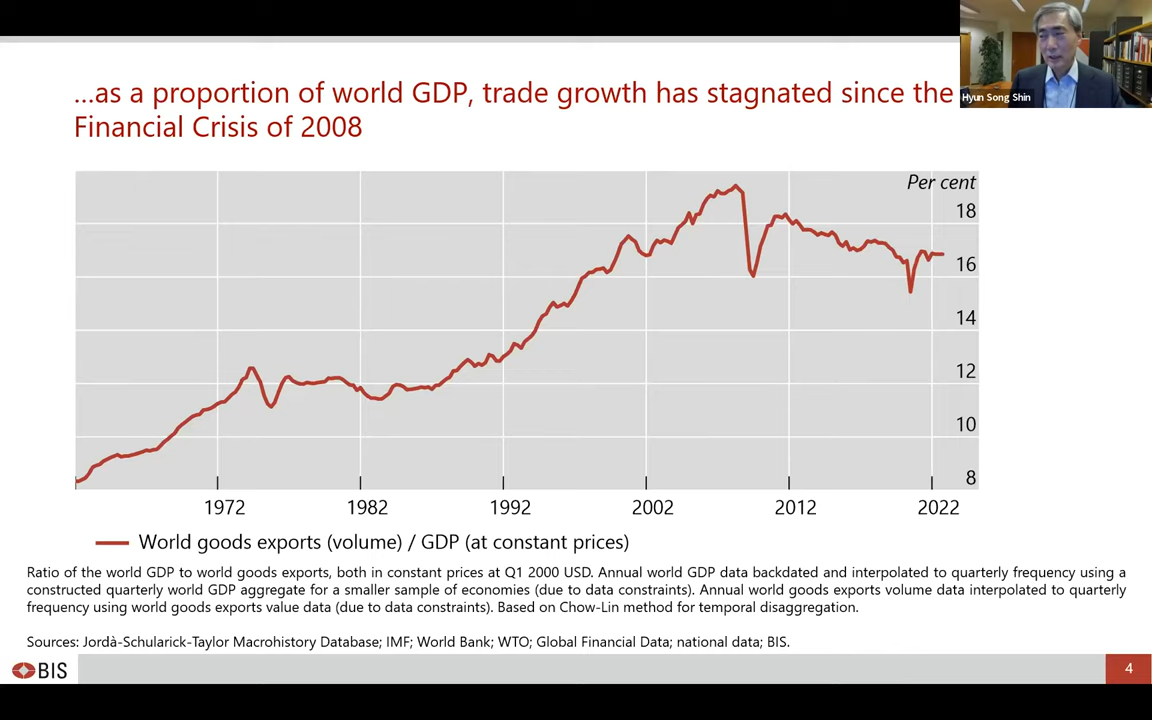 ...as a proportion of world GDP, trade growth has stagnated since the
Financial Crisis of 2008
Hyun Song Shin
Per cent
18
16
14
12
10
8
1972 1982 1992 2002 2012 2022
World goods exports (volume) / GDP (at constant prices)
Ratio of the world GDP to world goods exports, both in constant prices at Q1 2000 USD. Annual world GDP data backdated and interpolated to quarterly frequency using a
constructed quarterly world GDP aggregate for a smaller sample of economies (due to data constraints). Annual world goods exports volume data interpolated to quarterly
frequency using world goods exports value data (due to data constraints). Based on Chow-Lin method for temporal disaggregation.
Sources: Jordà-Schularick-Taylor Macrohistory Database; IMF; World Bank; WTO; Global Financial Data; national data; BIS.
BIS
4